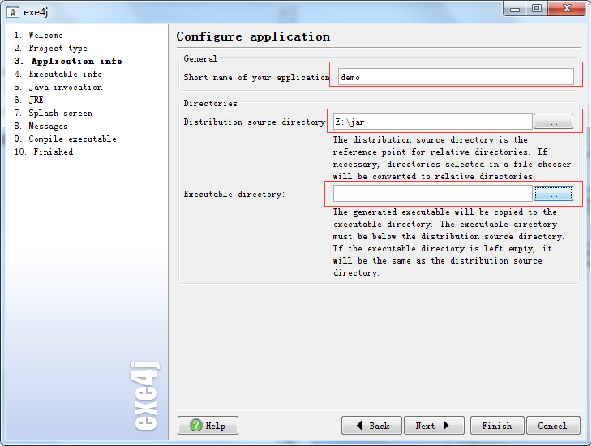 exe4j
1. Welcome
2. Project type
3. Application info
4. Executable info
5. Java invocation
6. JRE
7. Splash screen
8. Messages
9. Compile executable
10. Finished
exe4j
Configure application
General
Short name of your application
demo
Directories
Distribution source directory
E:\jar
...
The distribution source directory is the
reference point for relative directories. If
necessary, directories selected in a file chooser
will be converted to relative directories
Executable directory:
...
The generated executable will be copied to the
executable directory. The executable directory
must be below the distribution source directory.
If the executable directory is left empty, it
will be the same as the distribution source
directory.
Help
Back
Next
Finish
Cancel